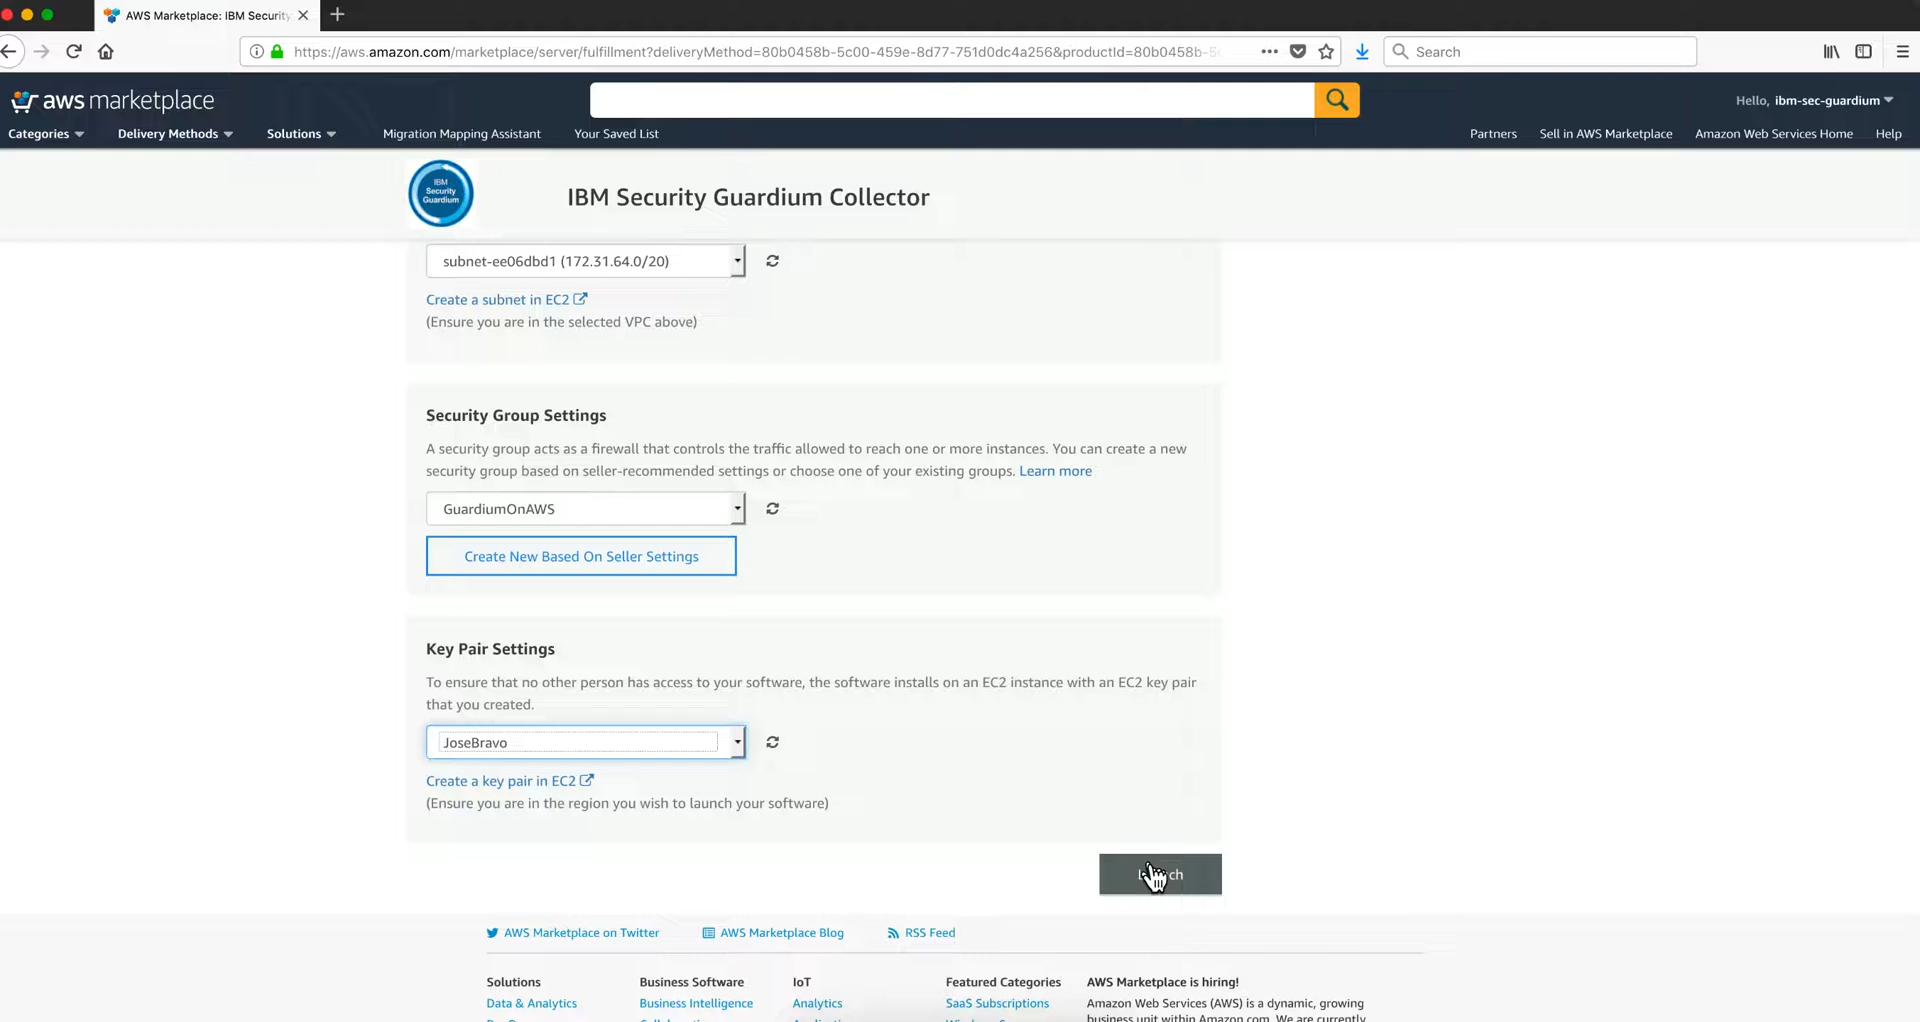 AWS Marketplace: IBM Security
https://aws.amazon.com/marketplace/server/fulfillment?deliveryMethod=80b0458b-5c00-459e-8d77-751d0dc4a256&productId=80b0458b-5
Search
aws marketplace
Hello, ibm-sec-guardium
Categories
Delivery Methods
Solutions
Migration Mapping Assistant
Your Saved List
Partners
Sell in AWS Marketplace
Amazon Web Services Home
Help
IBM
Security
Guardium
IBM Security Guardium Collector
subnet-ee06dbd1 (172.31.64.0/20)
Create a subnet in EC2
(Ensure you are in the selected VPC above)
Security Group Settings
A security group acts as a firewall that controls the traffic allowed to reach one or more instances. You can create a new
security group based on seller-recommended settings or choose one of your existing groups. Learn more
GuardiumOnAWS
Create New Based On Seller Settings
Key Pair Settings
To ensure that no other person has access to your software, the software installs on an EC2 instance with an EC2 key pair
that you created.
JoseBravo
Create a key pair in EC2
(Ensure you are in the region you wish to launch your software)
AWS Marketplace on Twitter
AWS Marketplace Blog
RSS Feed
Solutions
Business Software
IoT
Featured Categories
AWS Marketplace is hiring!
Data & Analytics
Business Intelligence
Analytics
SaaS Subscriptions
Amazon Web Services (AWS) is a dynamic, growing
business unit within Amazon.com. We are currently